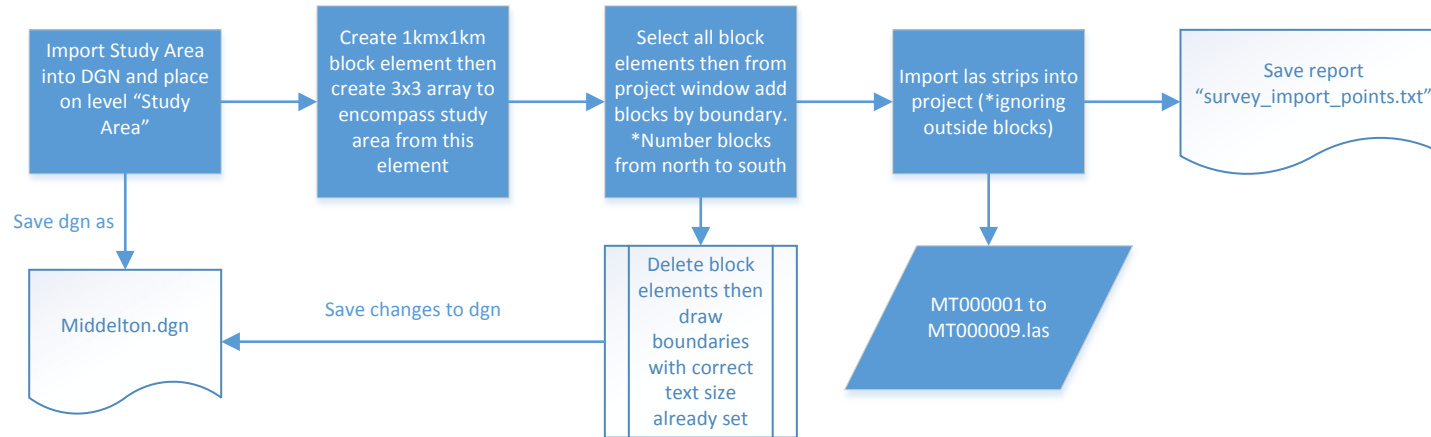 Import Study Area
into DGN and place
on level “Study
Area”
Create 1kmx1km
block element then
create 3x3 array to
encompass study
area from this
element
Select all block
elements then from
project window add
blocks by boundary.
*Number blocks
from north to south
Import las strips into
project (*ignoring
outside blocks)
Save report
“survey_import_points.txt”
Save dgn as
Middelton.dgn
Save changes to dgn
Delete block
elements then
draw
boundaries
with correct
text size
already set
MT000001 to
MT000009.las